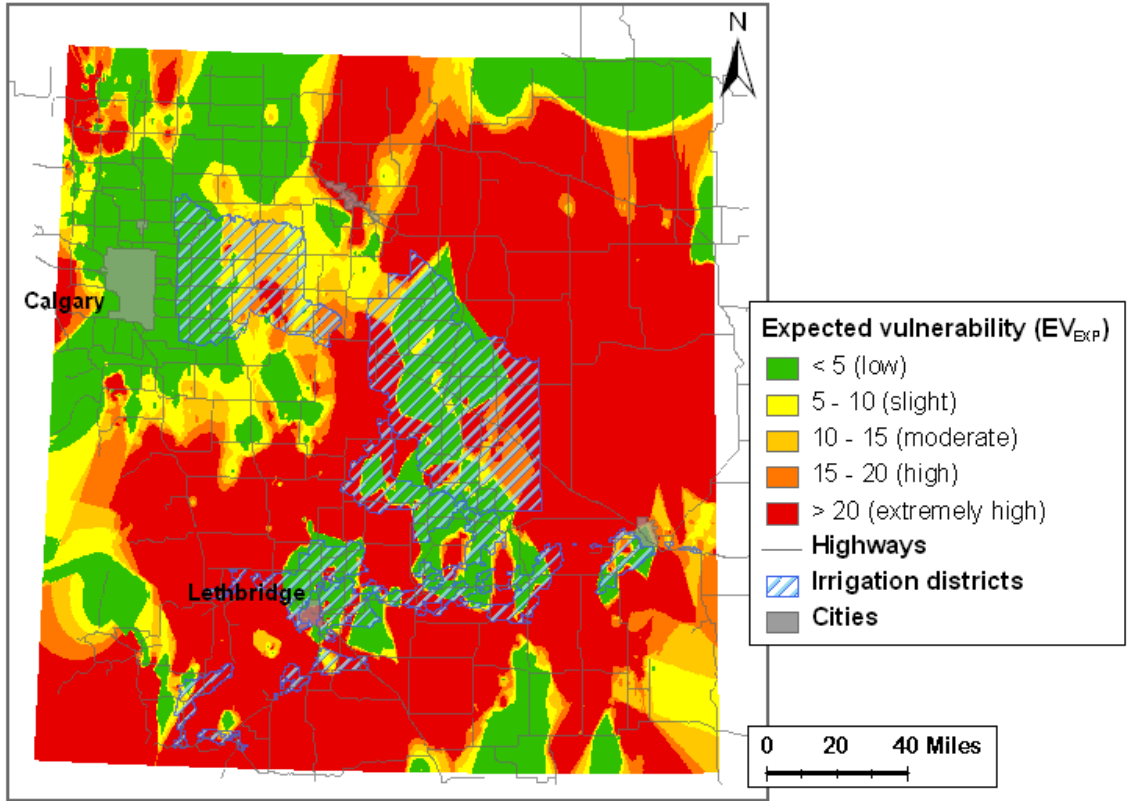 N
Calgary
Lethbridge
Expected vulnerability (EV_EXP)
< 5 (low)
5 - 10 (slight)
10 - 15 (moderate)
15 - 20 (high)
> 20 (extremely high)
Highways
Irrigation districts
Cities
0 20 40 Miles